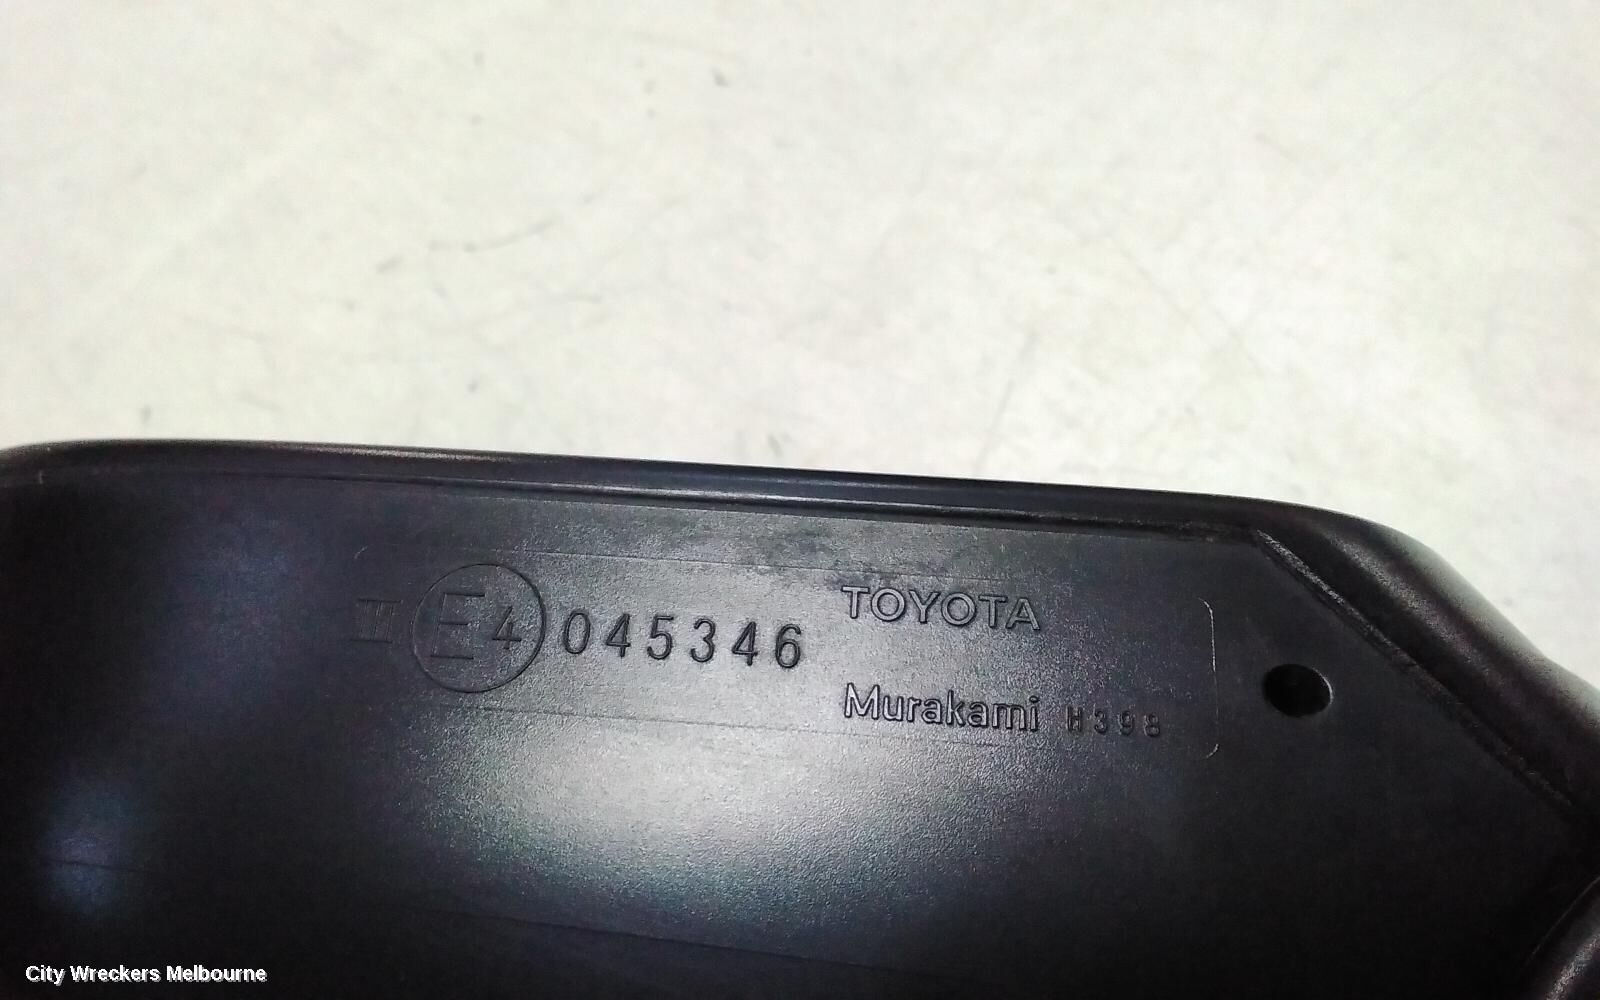 III E4 045346 TOYOTA
Murakami H398
City Wreckers Melbourne